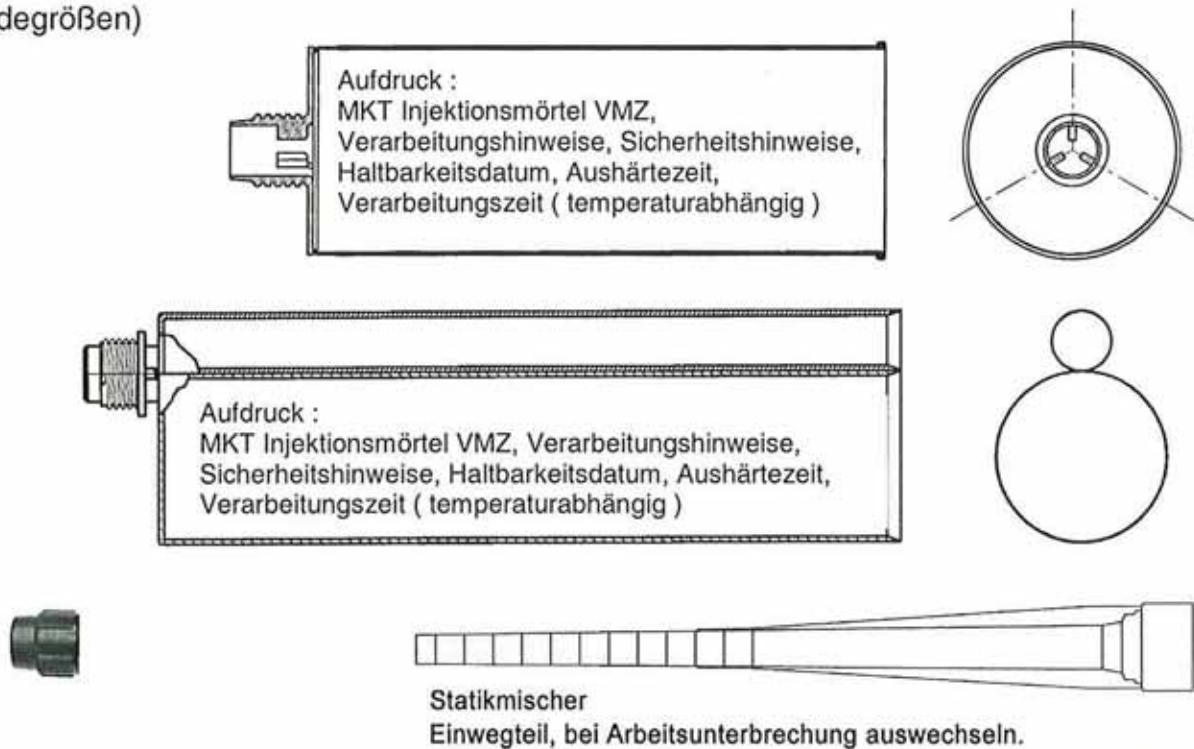 degrößen)
Aufdruck :
MKT Injektionsmörtel VMZ,
Verarbeitungshinweise, Sicherheitshinweise,
Haltbarkeitsdatum, Aushärtezeit,
Verarbeitungszeit ( temperaturabhängig )
Aufdruck :
MKT Injektionsmörtel VMZ, Verarbeitungshinweise,
Sicherheitshinweise, Haltbarkeitsdatum, Aushärtezeit,
Verarbeitungszeit ( temperaturabhängig )
Statikmischer
Einwegteil, bei Arbeitsunterbrechung auswechseln.